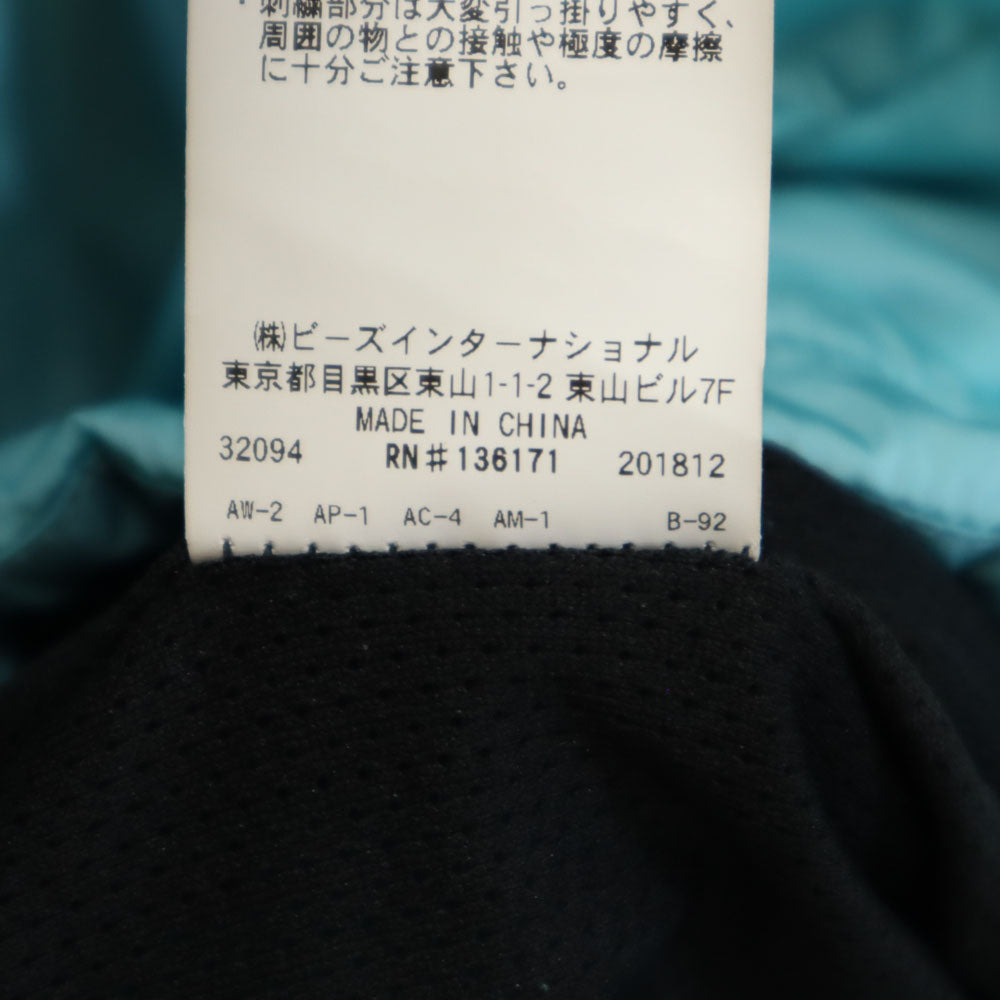 ・刺繍部分は大変引っ掛りやすく、
周囲の物との接触や極度の摩擦
に十分ご注意下さい。
㈱ビーズインターナショナル
東京都目黒区東山1-1-2 東山ビル7F
MADE IN CHINA
32094 RN#136171 201812
AW-2 AP-1 AC-4 AM-1 B-92